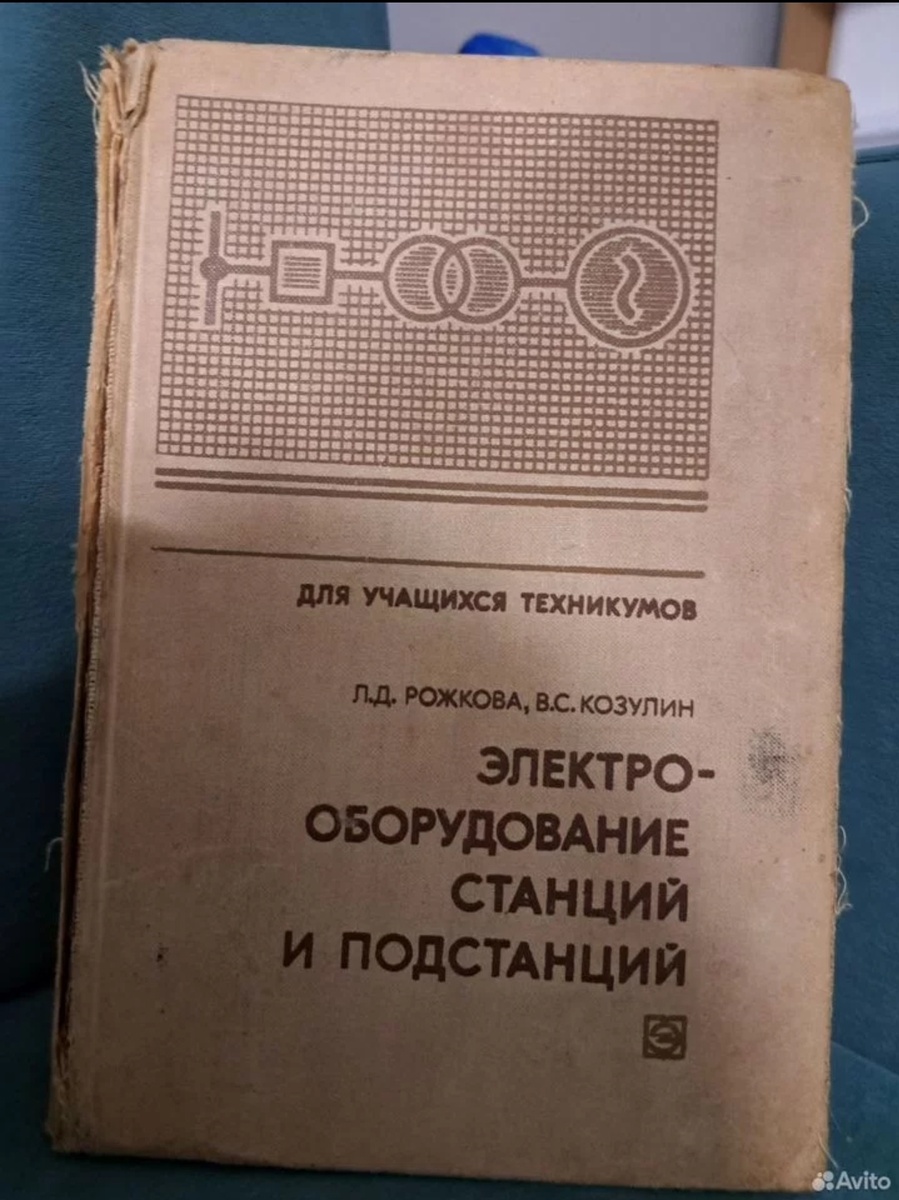 ДЛЯ УЧАЩИХСЯ ТЕХНИКУМОВ
Л.Д. РОЖКОВА, В.С. КОЗУЛИН
ЭЛЕКТРО-
ОБОРУДОВАНИЕ
СТАНЦИЙ
И ПОДСТАНЦИЙ
Э
Avito